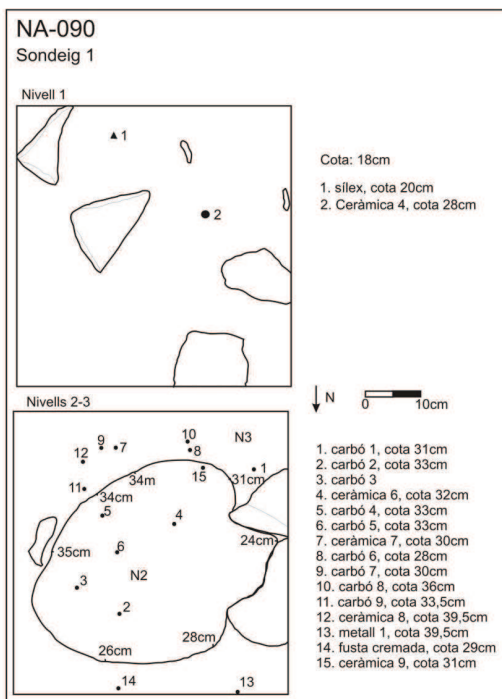 NA-090
Sondeig 1
Nivell 1
1
2
Cota: 18cm
1. sílex, cota 20cm
2. Ceràmica 4, cota 28cm
N
0 10cm
Nivells 2-3
10
N3
9
7
8
12
15
1
34m
31cm
11
34cm
5
4
24cm
35cm
6
N2
3
2
28cm
26cm
14
13
1. carbó 1, cota 31cm
2. carbó 2, cota 33cm
3. carbó 3
4. ceràmica 6, cota 32cm
5. carbó 4, cota 33cm
6. carbó 5, cota 33cm
7. ceràmica 7, cota 30cm
8. carbó 6, cota 28cm
9. carbó 7, cota 30cm
10. carbó 8, cota 36cm
11. carbó 9, cota 33,5cm
12. ceràmica 8, cota 39,5cm
13. metall 1, cota 39,5cm
14. fusta cremada, cota 29cm
15. ceràmica 9, cota 31cm